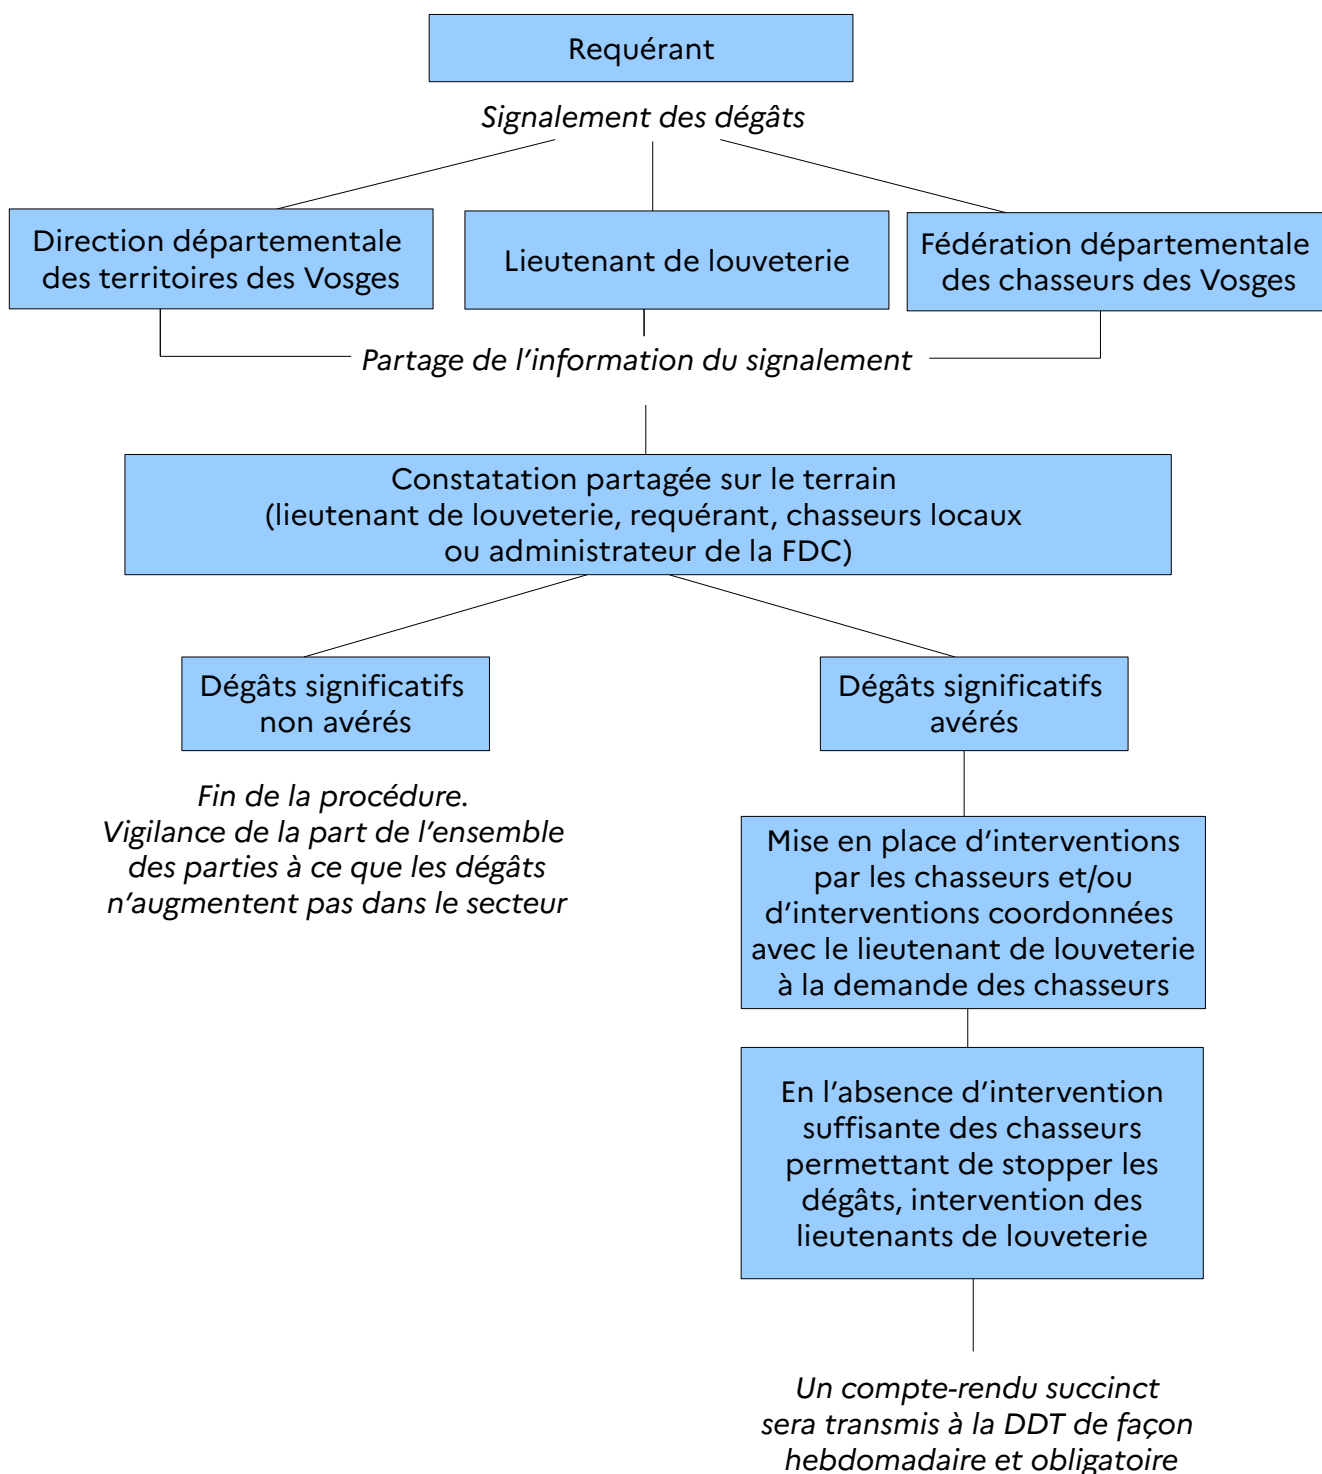 Requérant
Signalement des dégâts
Direction départementale
des territoires des Vosges
Lieutenant de louveterie
Fédération départementale
des chasseurs des Vosges
Partage de l’information du signalement
Constatation partagée sur le terrain
(lieutenant de louveterie, requérant, chasseurs locaux
ou administrateur de la FDC)
Dégâts significatifs
non avérés
Fin de la procédure.
Vigilance de la part de l’ensemble
des parties à ce que les dégâts
n’augmentent pas dans le secteur
Dégâts significatifs
avérés
Mise en place d’interventions
par les chasseurs et/ou
d’interventions coordonnées
avec le lieutenant de louveterie
à la demande des chasseurs
En l’absence d’intervention
suffisante des chasseurs
permettant de stopper les
dégâts, intervention des
lieutenants de louveterie
Un compte-rendu succinct
sera transmis à la DDT de façon
hebdomadaire et obligatoire